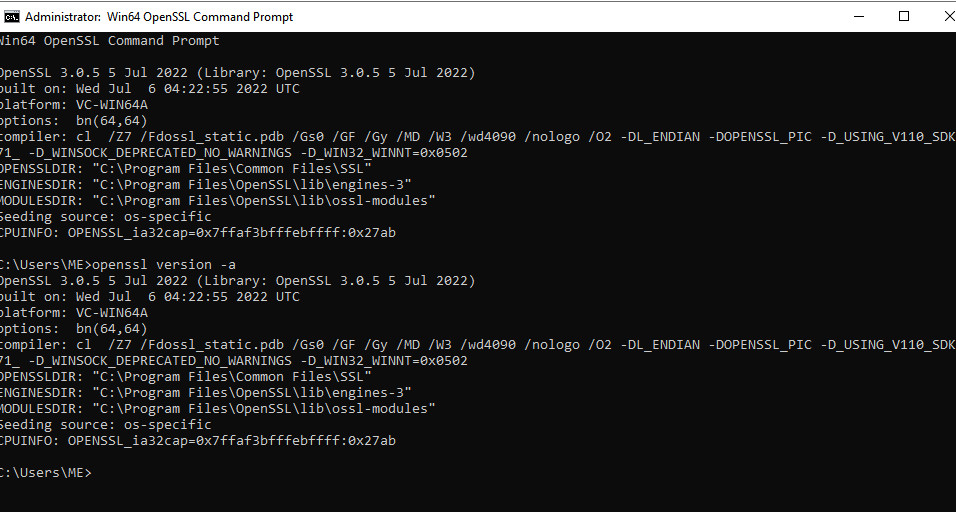 Administrator: Win64 OpenSSL Command Prompt
Win64 OpenSSL Command Prompt
OpenSSL 3.0.5 5 Jul 2022 (Library: OpenSSL 3.0.5 5 Jul 2022)
built on: Wed Jul  6 04:22:55 2022 UTC
platform: VC-WIN64A
options:  bn(64,64)
compiler: cl  /Z7 /Fdossl_static.pdb /Gs0 /GF /Gy /MD /W3 /wd4090 /nologo /O2 -DL_ENDIAN -DOPENSSL_PIC -D_USING_V110_SDK
71_ -D_WINSOCK_DEPRECATED_NO_WARNINGS -D_WIN32_WINNT=0x0502
OPENSSLDIR: "C:\Program Files\Common Files\SSL"
ENGINESDIR: "C:\Program Files\OpenSSL\lib\engines-3"
MODULESDIR: "C:\Program Files\OpenSSL\lib\ossl-modules"
Seeding source: os-specific
CPUINFO: OPENSSL_ia32cap=0x7ffaf3bfffebffff:0x27ab
C:\Users\ME>openssl version -a
OpenSSL 3.0.5 5 Jul 2022 (Library: OpenSSL 3.0.5 5 Jul 2022)
built on: Wed Jul  6 04:22:55 2022 UTC
platform: VC-WIN64A
options:  bn(64,64)
compiler: cl  /Z7 /Fdossl_static.pdb /Gs0 /GF /Gy /MD /W3 /wd4090 /nologo /O2 -DL_ENDIAN -DOPENSSL_PIC -D_USING_V110_SDK
71_ -D_WINSOCK_DEPRECATED_NO_WARNINGS -D_WIN32_WINNT=0x0502
OPENSSLDIR: "C:\Program Files\Common Files\SSL"
ENGINESDIR: "C:\Program Files\OpenSSL\lib\engines-3"
MODULESDIR: "C:\Program Files\OpenSSL\lib\ossl-modules"
Seeding source: os-specific
CPUINFO: OPENSSL_ia32cap=0x7ffaf3bfffebffff:0x27ab
C:\Users\ME>